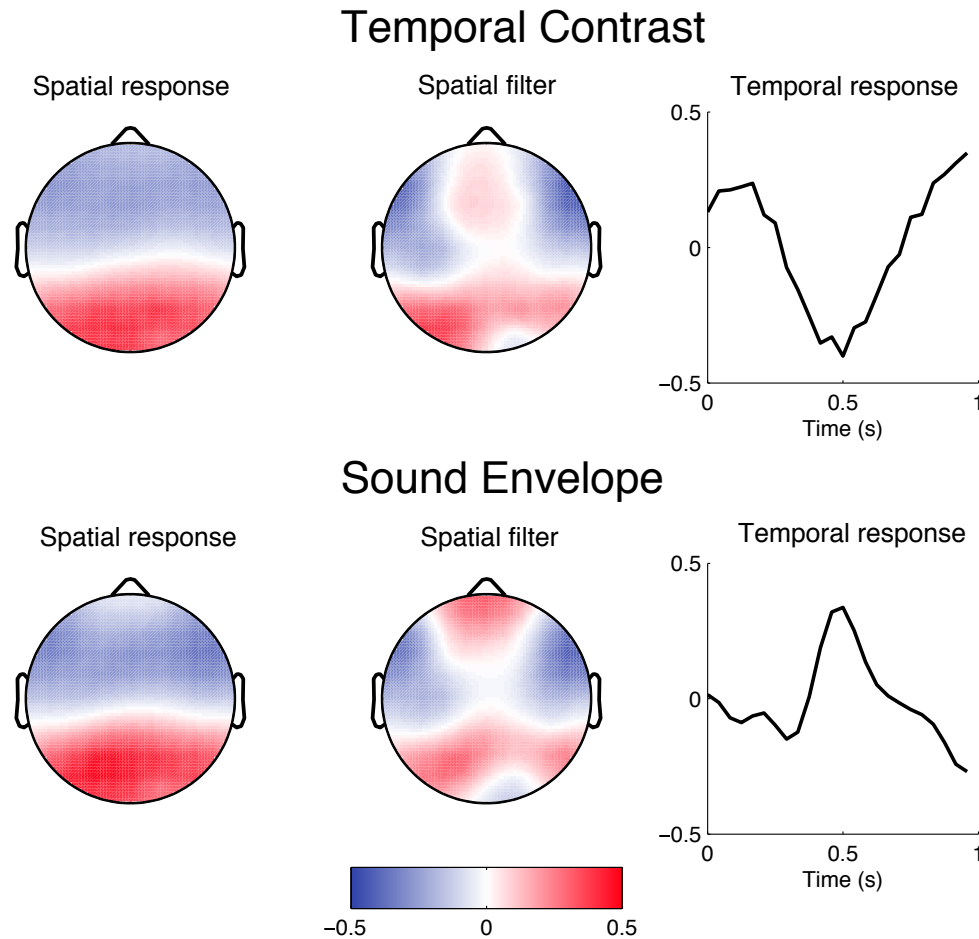 Temporal Contrast
Spatial response
Spatial filter
Temporal response
0.5
0
−0.5
0
0.5
1
Time (s)
Sound Envelope
Spatial response
Spatial filter
Temporal response
0.5
0
−0.5
0
0.5
1
Time (s)
−0.5
0
0.5